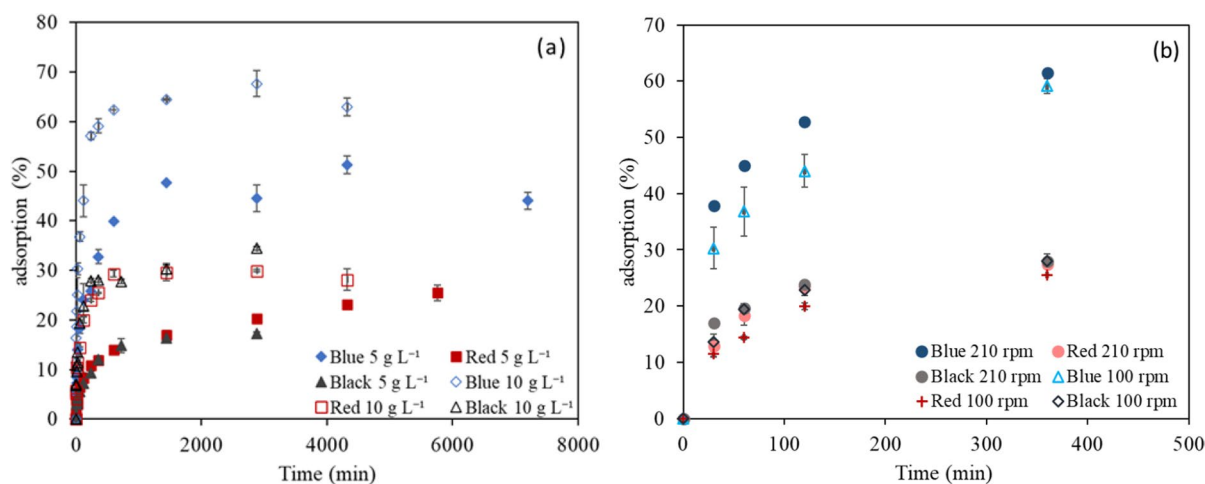 (a)
adsorption (%)
80
70
60
50
40
30
20
10
0
Blue 5 g L⁻¹ Red 5 g L⁻¹
Black 5 g L⁻¹ Blue 10 g L⁻¹
Red 10 g L⁻¹ Black 10 g L⁻¹
0 2000 4000 6000 8000
Time (min)
(b)
adsorption (%)
70
60
50
40
30
20
10
0
Blue 210 rpm Red 210 rpm
Black 210 rpm Blue 100 rpm
Red 100 rpm Black 100 rpm
0 100 200 300 400 500
Time (min)